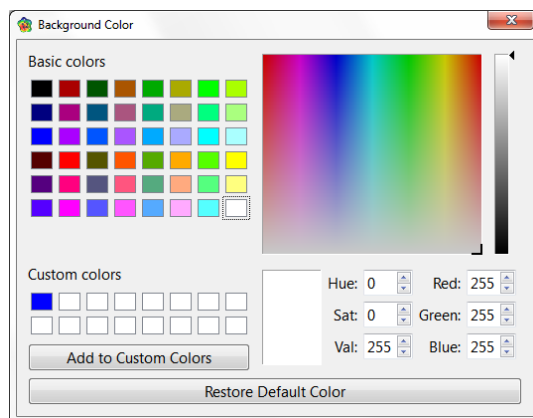 Background Color
Basic colors
Custom colors
Hue: 0 Red: 255
Sat: 0 Green: 255
Val: 255 Blue: 255
Add to Custom Colors
Restore Default Color